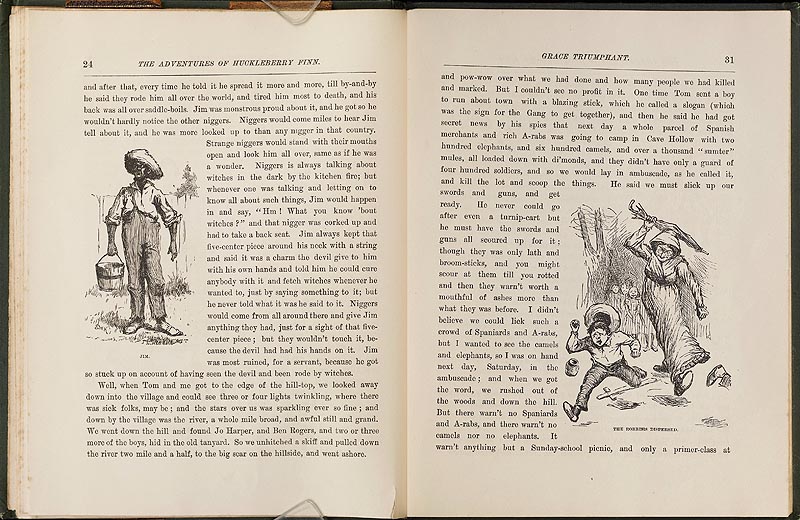 24
THE ADVENTURES OF HUCKLEBERRY FINN.
and after that, every time he told it he spread it more and more, till by-and-by
he said they rode him all over the world, and tired him most to death, and his
back was all over saddle-boils. Jim was monstrous proud about it, and he got so he
wouldn't hardly notice the other niggers. Niggers would come miles to hear Jim
tell about it, and he was more looked up to than any nigger in that country.
Strange niggers would stand with their mouths
open and look him all over, same as if he was
a wonder. Niggers is always talking about
witches in the dark by the kitchen fire; but
whenever one was talking and letting on to
know all about such things, Jim would happen
in and say, "Hm! What you know 'bout
witches?" and that nigger was corked up and
had to take a back seat. Jim always kept that
five-center piece around his neck with a string
and said it was a charm the devil give to him
with his own hands and told him he could cure
anybody with it and fetch witches whenever he
wanted to, just by saying something to it; but
he never told what it was he said to it. Niggers
would come from all around there and give Jim
anything they had, just for a sight of that five-
center piece; but they wouldn't touch it, be-
cause the devil had had his hands on it. Jim
was most ruined, for a servant, because he got
so stuck up on account of having seen the devil and been rode by witches.
JIM.
Well, when Tom and me got to the edge of the hill-top, we looked away
down into the village and could see three or four lights twinkling, where there
was sick folks, may be; and the stars over us was sparkling ever so fine; and
down by the village was the river, a whole mile broad, and awful still and grand.
We went down the hill and found Jo Harper, and Ben Rogers, and two or three
more of the boys, hid in the old tanyard. So we unhitched a skiff and pulled down
the river two mile and a half, to the big scar on the hillside, and went ashore.
GRACE TRIUMPHANT.
31
and pow-wow over what we had done and how many people we had killed
and marked. But I couldn't see no profit in it. One time Tom sent a boy
to run about town with a blazing stick, which he called a slogan (which
was the sign for the Gang to get together), and then he said he had got
secret news by his spies that next day a whole parcel of Spanish
merchants and rich A-rabs was going to camp in Cave Hollow with two
hundred elephants, and six hundred camels, and over a thousand "sumter"
mules, all loaded down with di'monds, and they didn't have only a guard of
four hundred soldiers, and so we would lay in ambuscade, as he called it,
and kill the lot and scoop the things. He said we must slick up our
swords and guns, and get
ready. He never could go
after even a turnip-cart but
he must have the swords and
guns all scoured up for it;
though they was only lath and
broom-sticks, and you might
scour at them till you rotted
and then they warn't worth a
mouthful of ashes more than
what they was before. I didn't
believe we could lick such a
crowd of Spaniards and A-rabs,
but I wanted to see the camels
and elephants, so I was on hand
next day, Saturday, in the
ambuscade; and when we got
the word, we rushed out of
the woods and down the hill.
But there warn't no Spaniards
and A-rabs, and there warn't no
camels nor no elephants. It
warn't anything but a Sunday-school picnic, and only a primer-class at
THE ROBBERS DISPERSED.